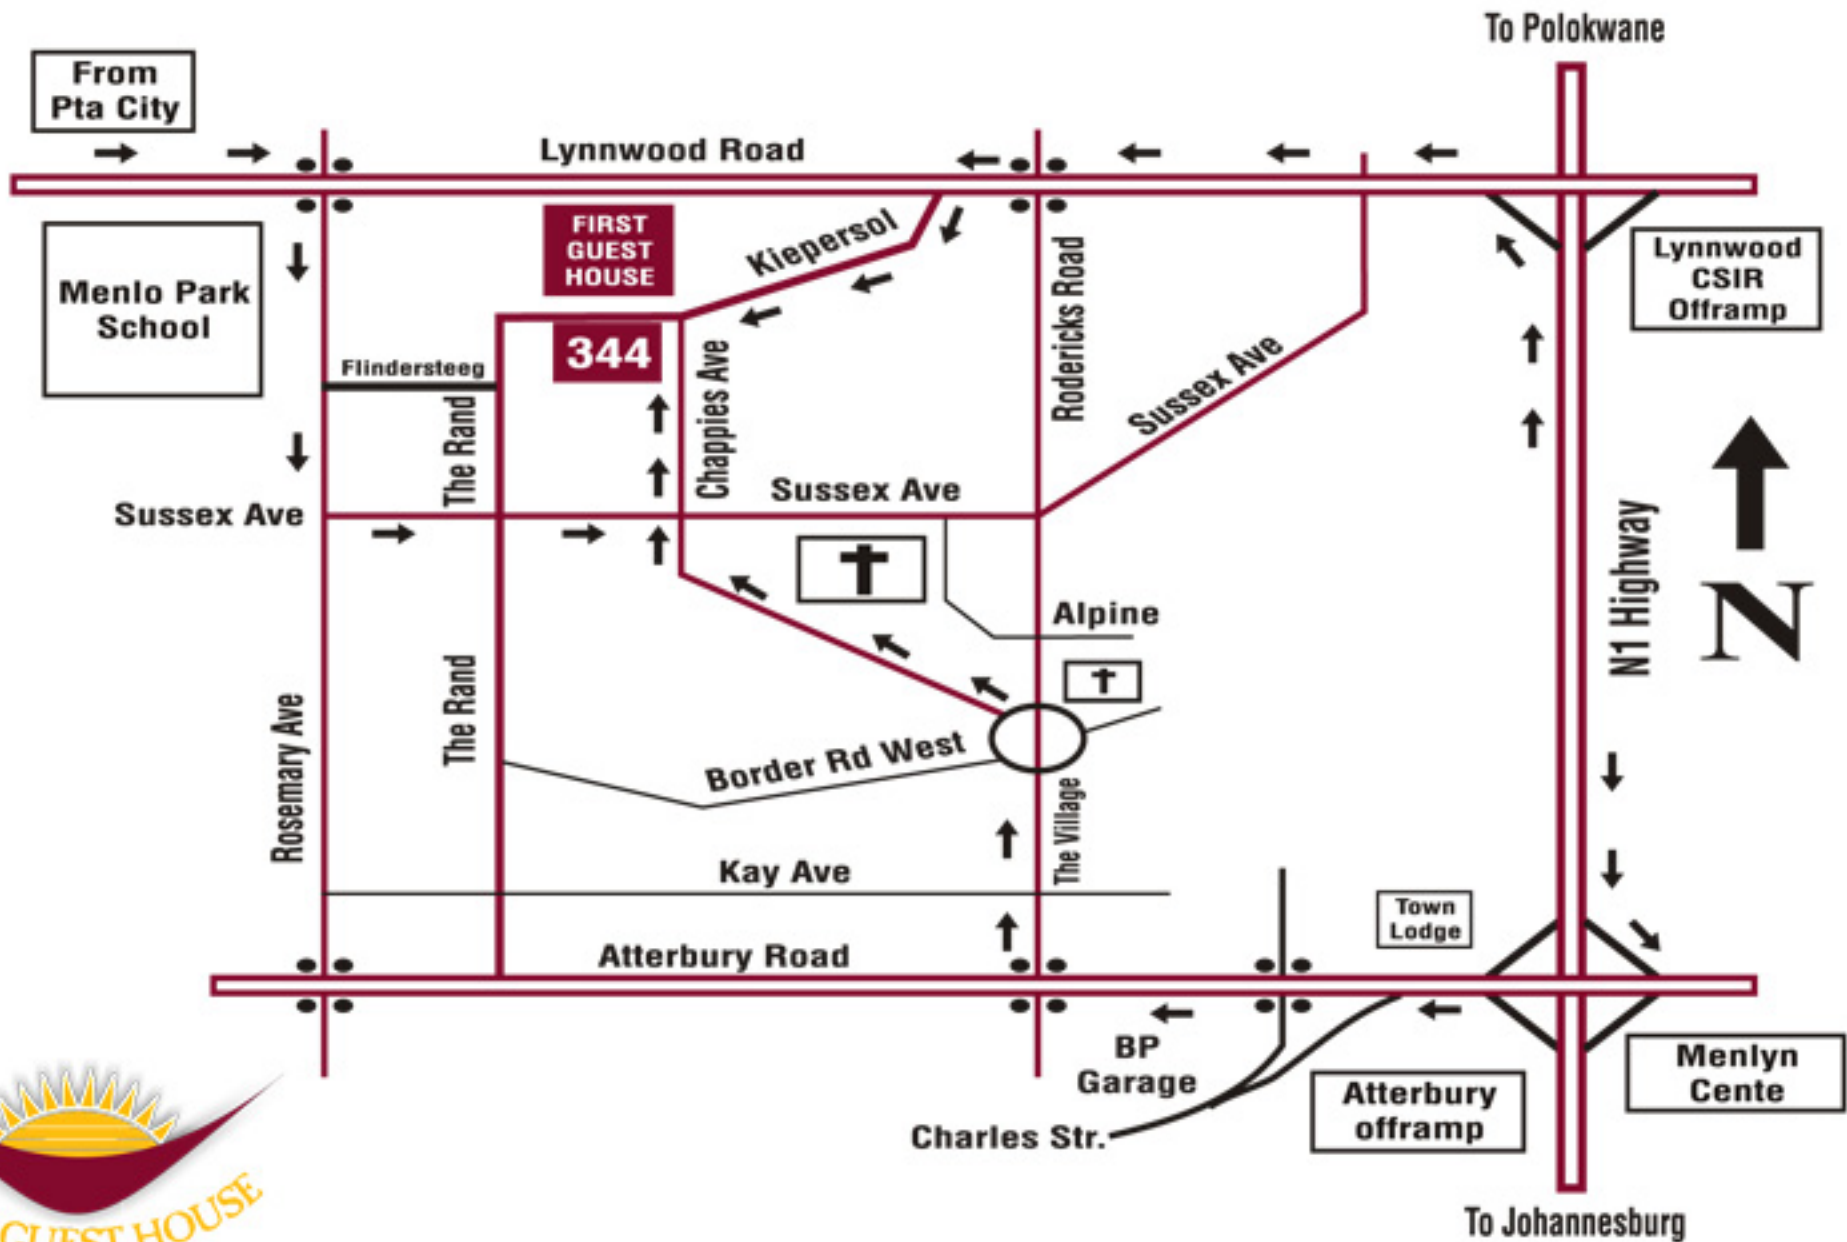 To Polokwane
From
Pta City
Lynnwood Road
FIRST
GUEST
HOUSE
Kiepersol
Rodericks Road
Lynnwood
CSIR
Offramp
Menlo Park
School
344
Flindersteeg
The Rand
Chappies Ave
Sussex Ave
Sussex Ave
Sussex Ave
N1 Highway
N
Alpine
The Rand
Rosemary Ave
Border Rd West
The Village
Kay Ave
Town
Lodge
Atterbury Road
BP
Garage
Menlyn
Cente
Atterbury
offramp
Charles Str.
GUEST HOUSE
To Johannesburg